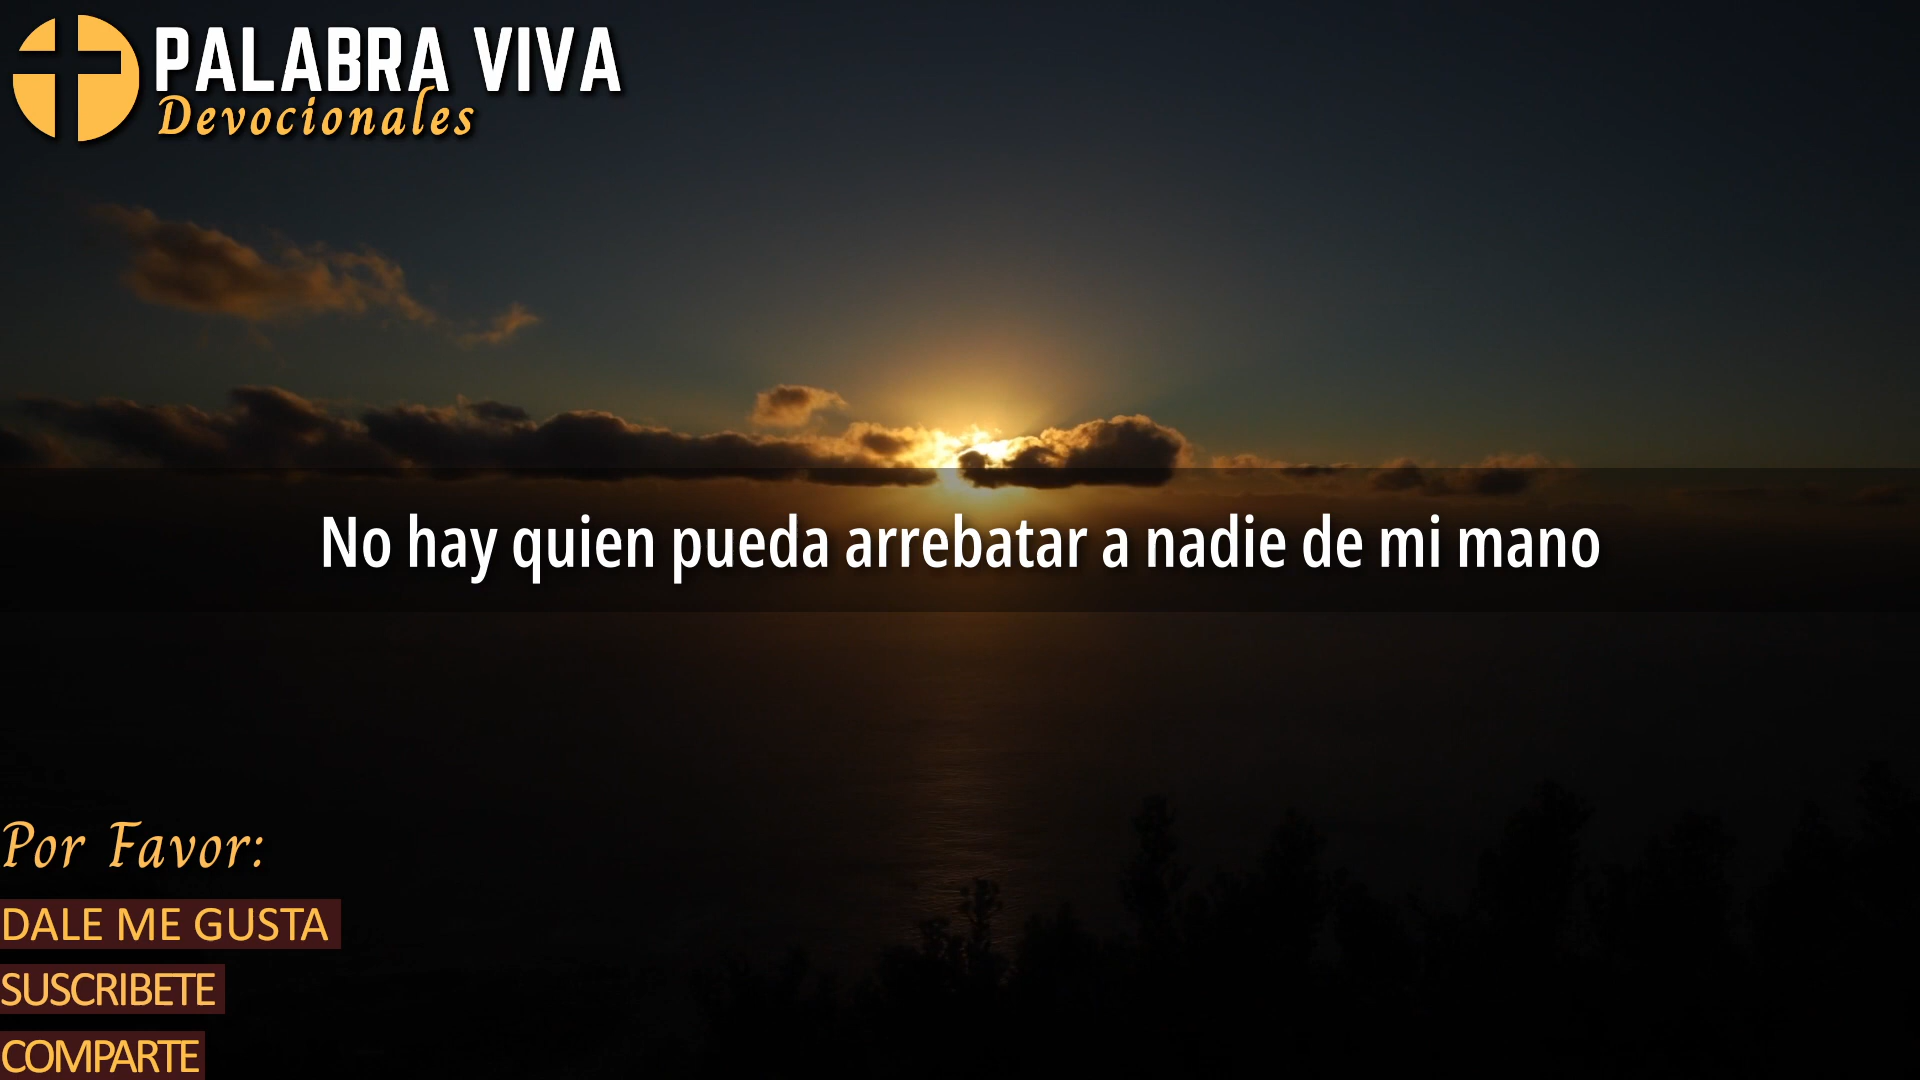 PALABRA VIVA
Devocionales
No hay quien pueda arrebatar a nadie de mi mano
Por Favor:
DALE ME GUSTA
SUSCRIBETE
COMPARTE